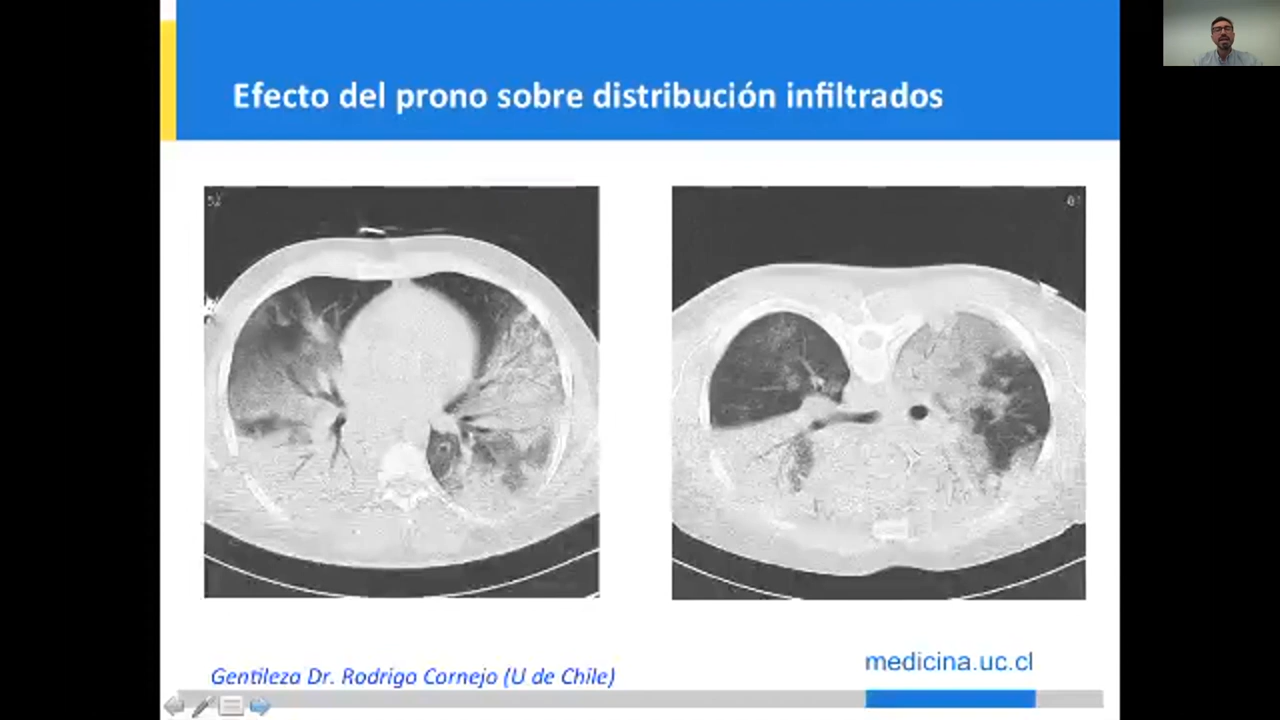 Efecto del prono sobre distribución infiltrados
Gentileza Dr. Rodrigo Cornejo (U de Chile)
medicina.uc.cl